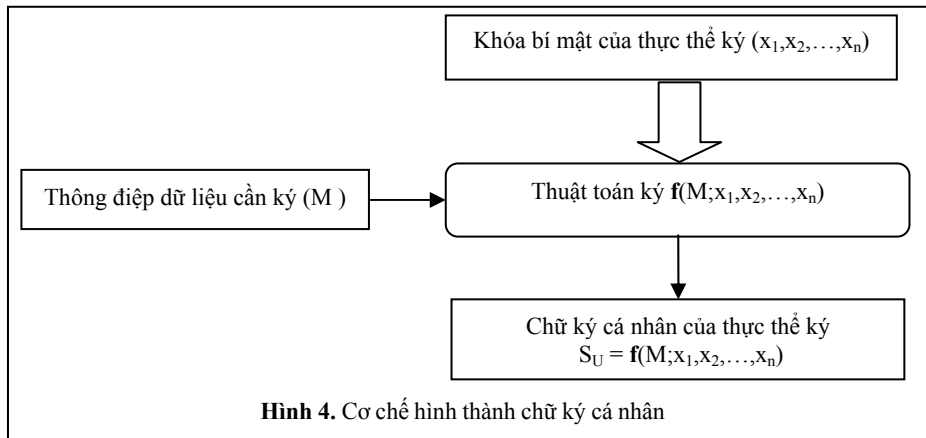 Khóa bí mật của thực thể ký (x₁,x₂,…,xₙ)
Thông điệp dữ liệu cần ký (M )
Thuật toán ký f(M;x₁,x₂,…,xₙ)
Chữ ký cá nhân của thực thể ký
S_U = f(M;x₁,x₂,…,xₙ)
Hình 4. Cơ chế hình thành chữ ký cá nhân